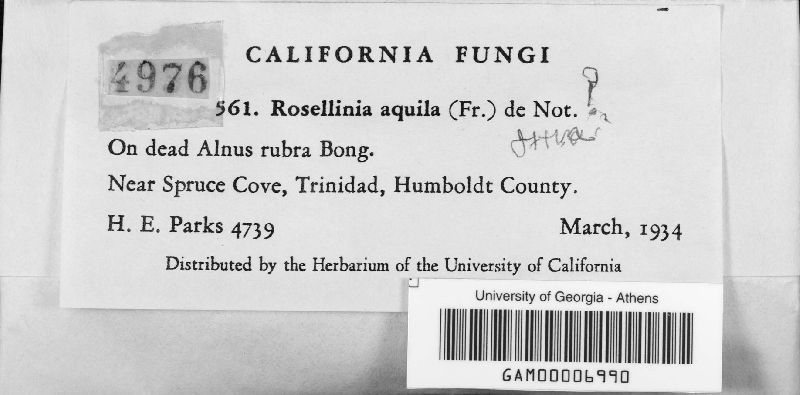 CALIFORNIA FUNGI
4976
561. Rosellinia aquila (Fr.) de Not. ?
On dead Alnus rubra Bong.
Near Spruce Cove, Trinidad, Humboldt County.
H. E. Parks 4739 March, 1934
Distributed by the Herbarium of the University of California
University of Georgia - Athens
GAM00006990